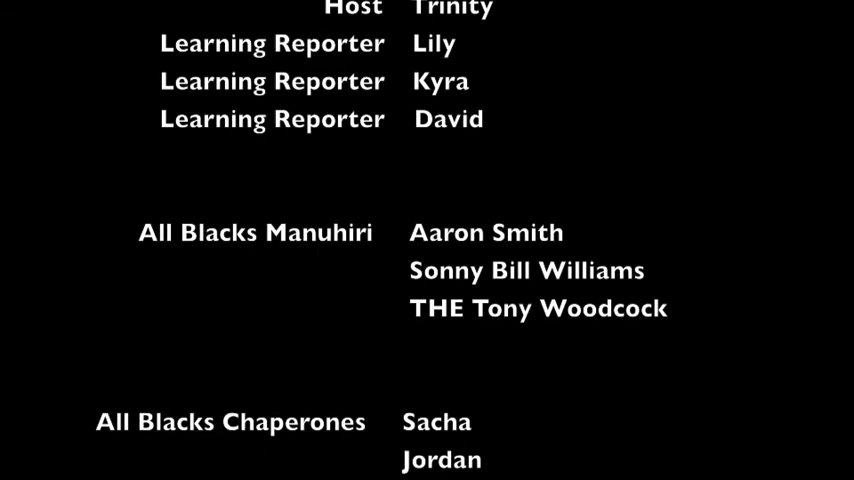 Host Trinity
Learning Reporter Lily
Learning Reporter Kyra
Learning Reporter David
All Blacks Manuhiri Aaron Smith
Sonny Bill Williams
THE Tony Woodcock
All Blacks Chaperones Sacha
Jordan